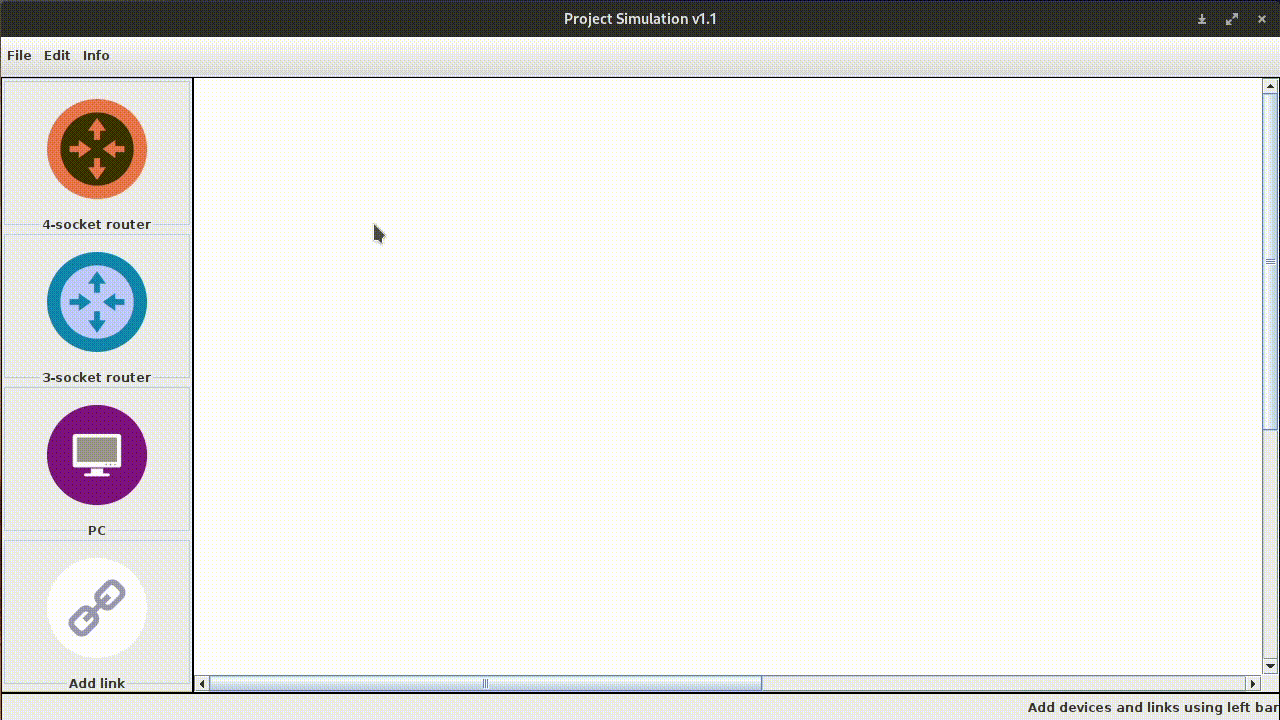 Project Simulation v1.1
File Edit Info
4-socket router
3-socket router
PC
Add link
Add devices and links using left bar